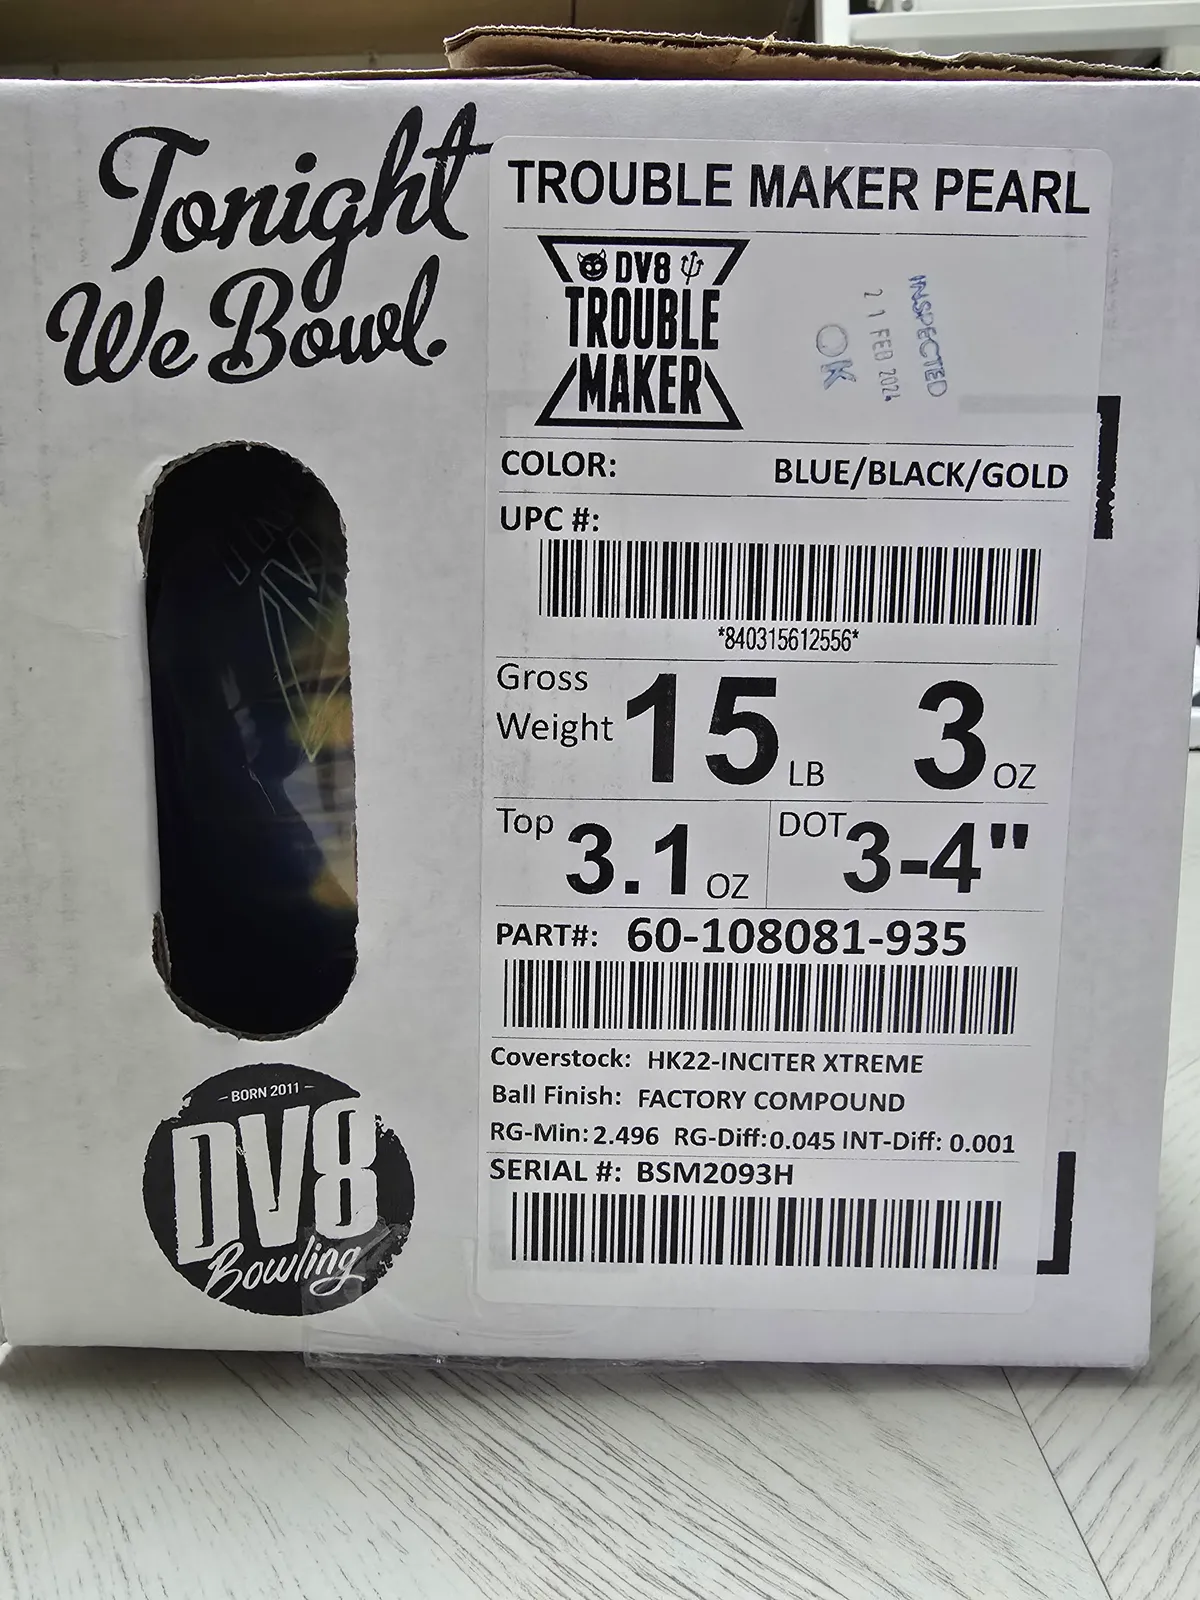 Tonight
We Bowl.
TROUBLE MAKER PEARL
DV8
TROUBLE
MAKER
INSPECTED
21 FEB 2024
OK
COLOR: BLUE/BLACK/GOLD
UPC #:
*840315612556*
Gross
Weight 15 LB 3 OZ
Top 3.1 OZ DOT 3-4"
PART#: 60-108081-935
Coverstock: HK22-INCITER XTREME
Ball Finish: FACTORY COMPOUND
RG-Min: 2.496 RG-Diff: 0.045 INT-Diff: 0.001
SERIAL #: BSM2093H
– BORN 2011 –
DV8
Bowling